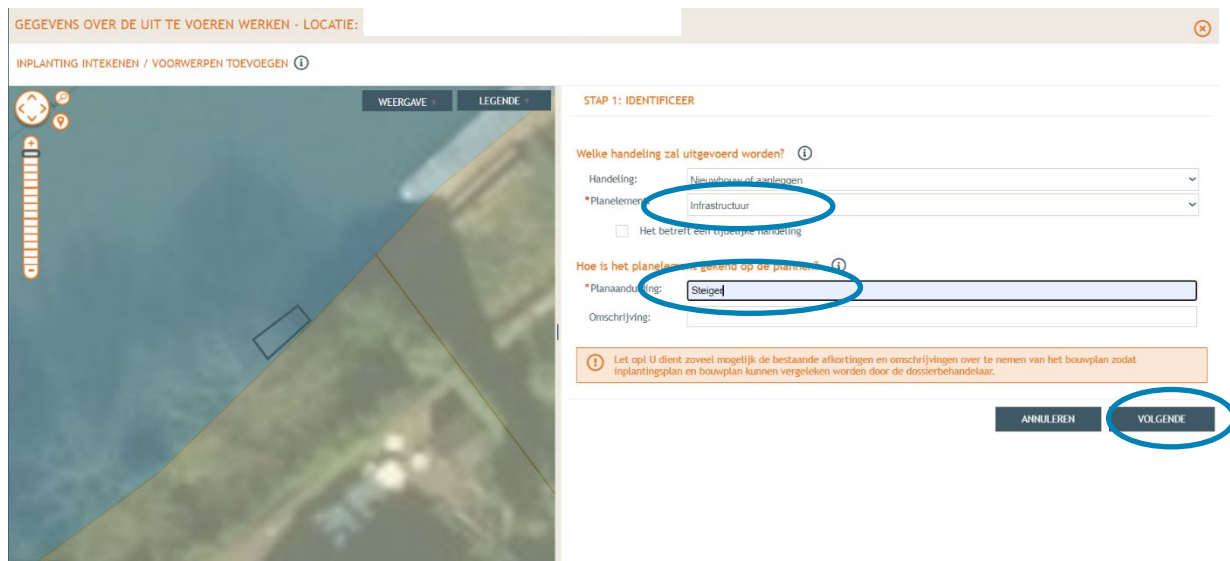 GEGEVENS OVER DE UIT TE VOEREN WERKEN - LOCATIE:
INPLANTING INTEKENEN / VOORWERPEN TOEVOEGEN
WEERGAVE
LEGENDE
STAP 1: IDENTIFICEER
Welke handeling zal uitgevoerd worden?
Handeling: Nieuwbouw of aanleggen
*Planelement: Infrastructuur
Het betreft een tijdelijke handeling
Hoe is het planelement gekend op de plannen?
*Planaanduiding: Steiger
Omschrijving:
Let op! U dient zoveel mogelijk de bestaande afkortingen en omschrijvingen over te nemen van het bouwplan zodat
inplantingsplan en bouwplan kunnen vergeleken worden door de dossierbehandelaar.
ANNULEREN
VOLGENDE